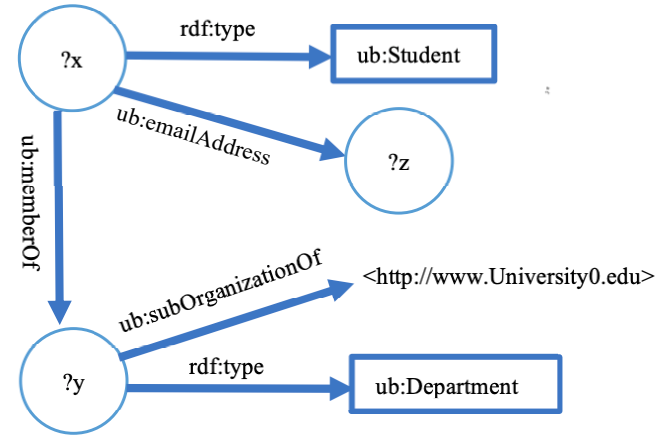 rdf:type
?x
ub:Student
ub:emailAddress
?z
ub:memberOf
ub:subOrganizationOf
<http://www.University0.edu>
rdf:type
?y
ub:Department